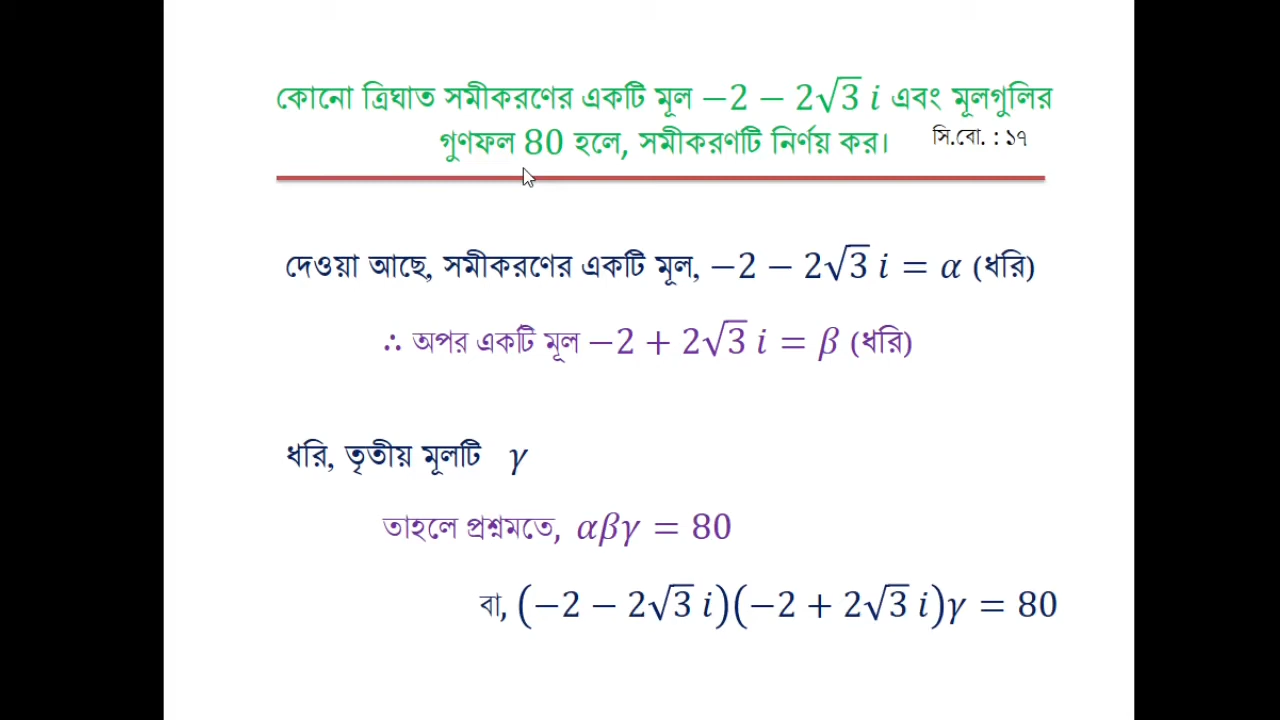 কোনো ত্রিঘাত সমীকরণের একটি মূল −2 − 2√3 i এবং মূলগুলির
গুণফল 80 হলে, সমীকরণটি নির্ণয় কর। সি.বো. : ১৭
দেওয়া আছে, সমীকরণের একটি মূল, −2 − 2√3 i = α (ধরি)
∴ অপর একটি মূল −2 + 2√3 i = β (ধরি)
ধরি, তৃতীয় মূলটি γ
তাহলে প্রশ্নমতে, αβγ = 80
বা, (−2 − 2√3 i)(−2 + 2√3 i)γ = 80